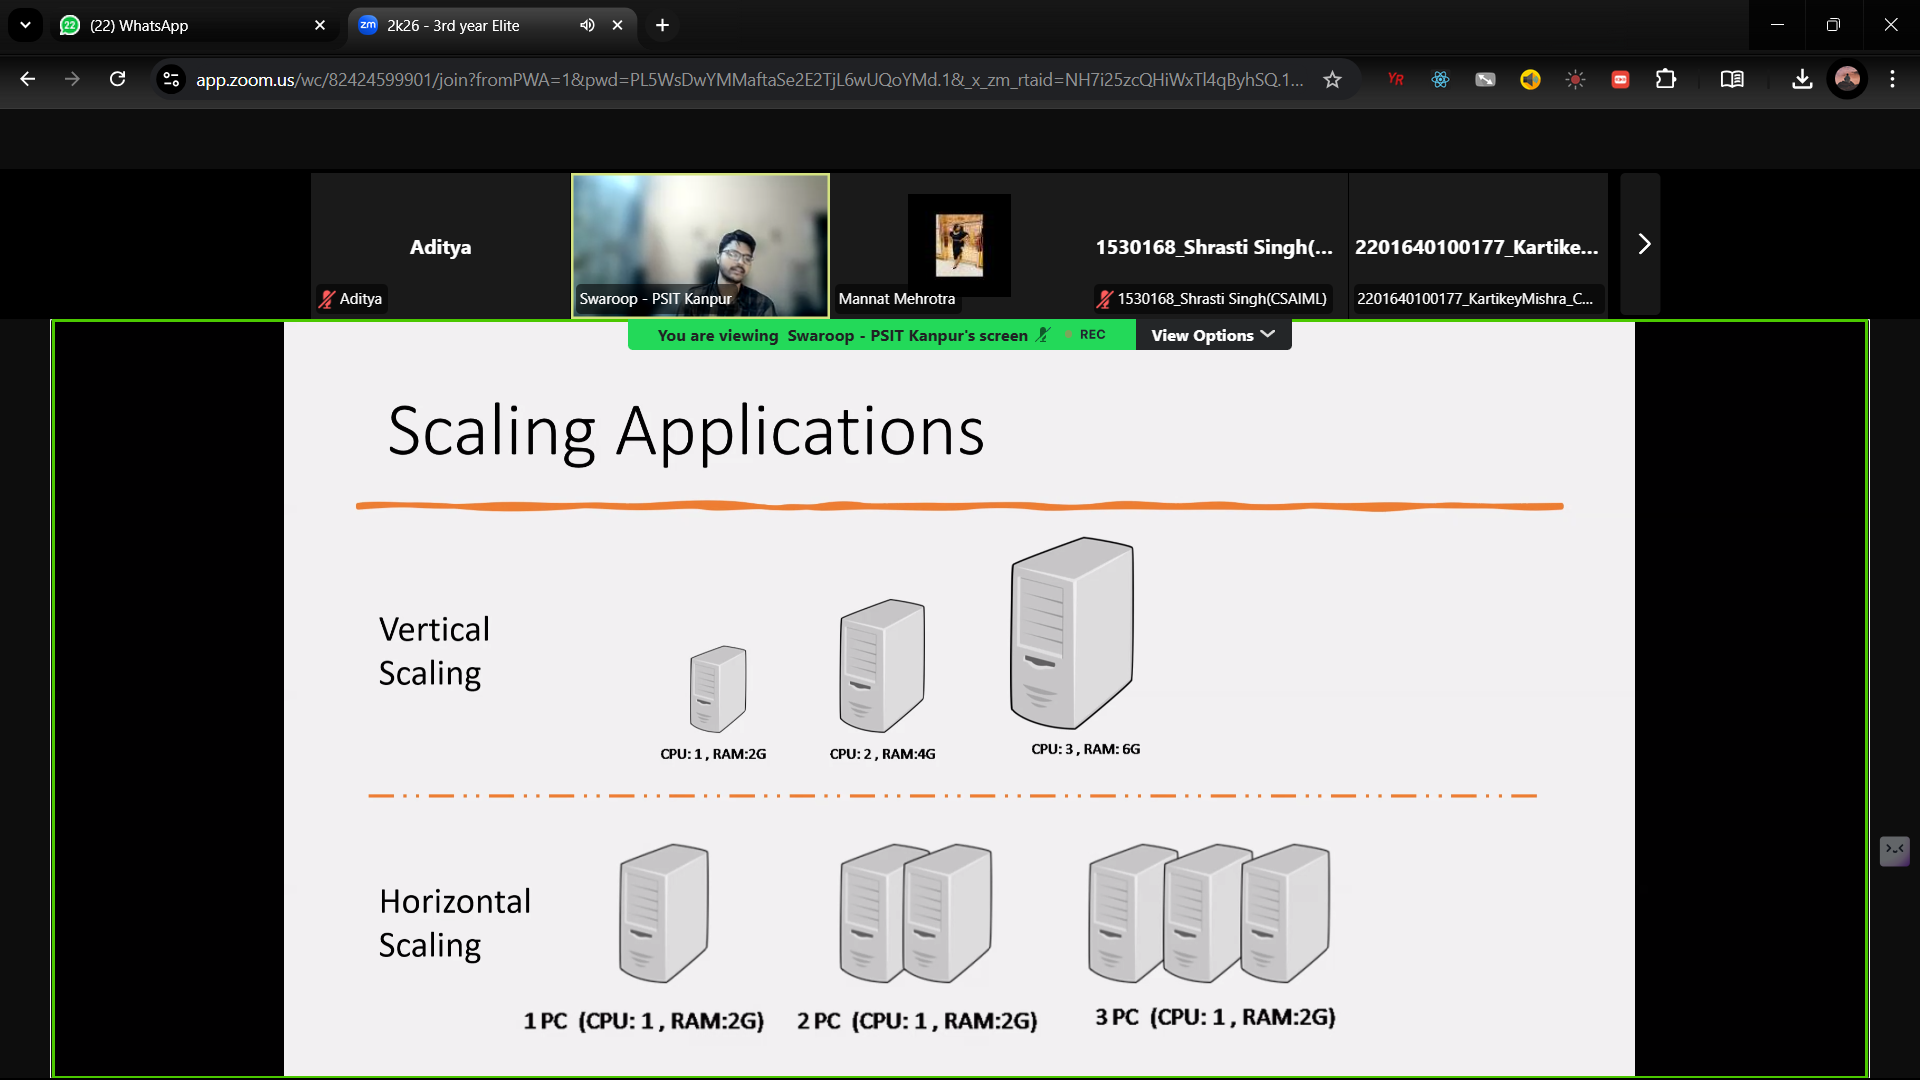 22
(22) WhatsApp
zm
2k26 - 3rd year Elite
app.zoom.us/wc/82424599901/join?fromPWA=1&pwd=PL5WsDwYMMaftaSe2E2TjL6wUQoYMd.1&_x_zm_rtaid=NH7i25zcQHiWxTl4qByhSQ.1...
YR
Aditya
Aditya
Swaroop - PSIT Kanpur
Mannat Mehrotra
1530168_Shrasti Singh(...
1530168_Shrasti Singh(CSAIML)
2201640100177_Kartike...
2201640100177_KartikeyMishra_C...
You are viewing Swaroop - PSIT Kanpur's screen
REC
View Options
Scaling Applications
Vertical
Scaling
CPU: 1 , RAM:2G
CPU: 2 , RAM:4G
CPU: 3 , RAM: 6G
Horizontal
Scaling
1 PC (CPU: 1 , RAM:2G)
2 PC (CPU: 1 , RAM:2G)
3 PC (CPU: 1 , RAM:2G)